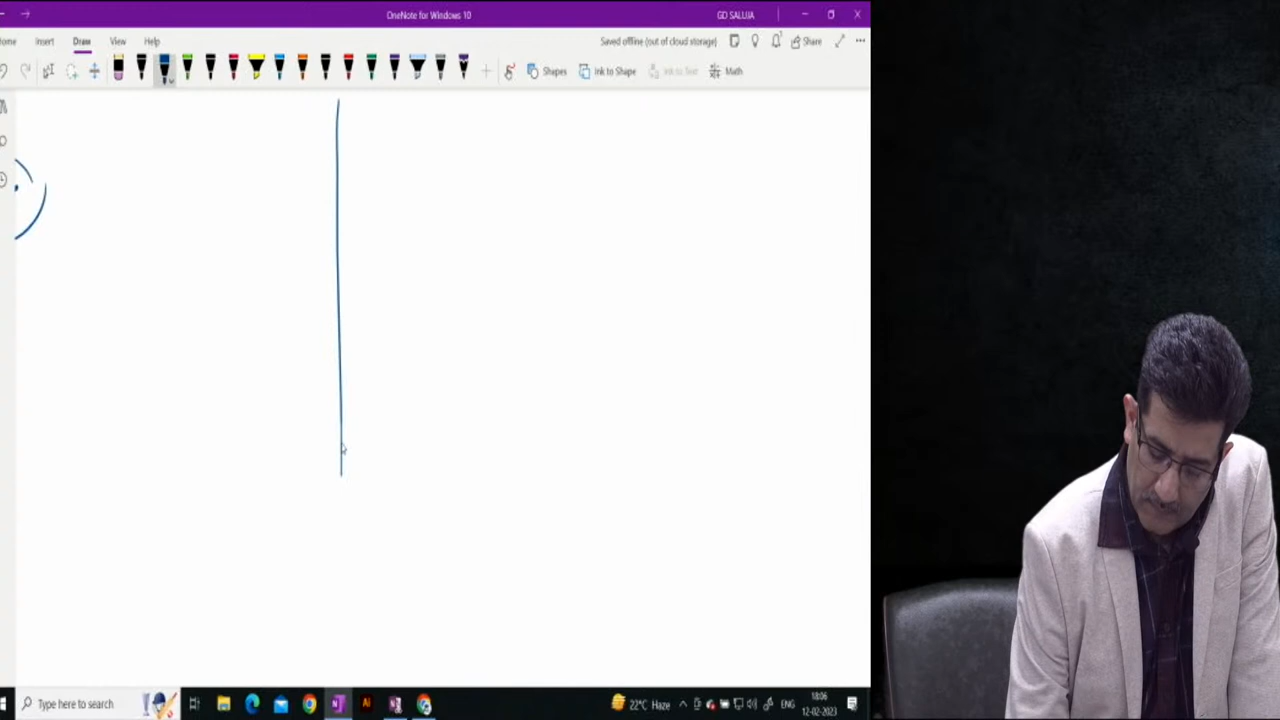 OneNote for Windows 10
GD SALUJA
Insert
Draw
View
Help
Saved offline (out of cloud storage)
Share
Shapes
Ink to Shape
Ink to Text
Math
Type here to search
Ai
22°C Haze
ENG
18:06
12-02-2023